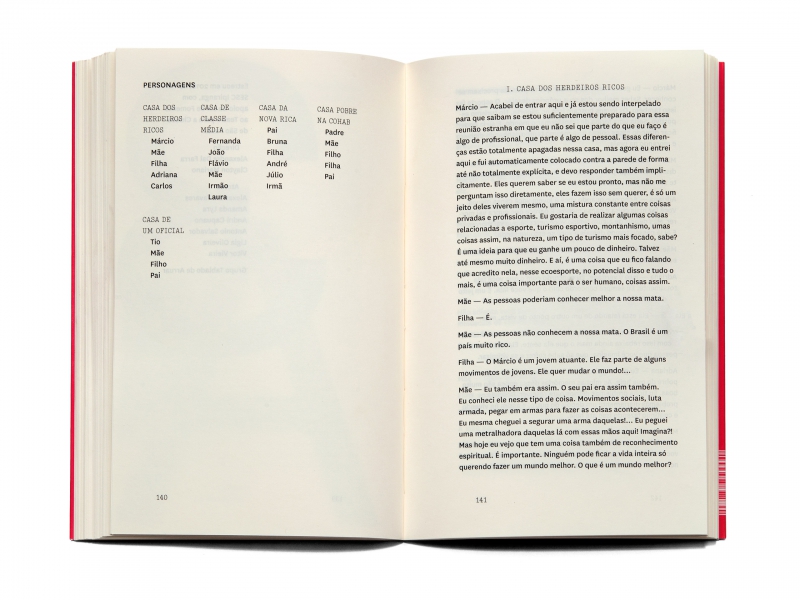 PERSONAGENS
CASA DOS
HERDEIROS
RICOS
Márcio
Mãe
Filha
Adriana
Carlos
CASA DE
CLASSE
MÉDIA
Fernanda
João
Flávio
Mãe
Irmão
Laura
CASA DA
NOVA RICA
Pai
Bruna
Filha
André
Júlio
Irmã
CASA POBRE
NA COHAB
Padre
Mãe
Filho
Filha
Pai
CASA DE
UM OFICIAL
Tio
Mãe
Filho
Pai
140
I. CASA DOS HERDEIROS RICOS
Márcio — Acabei de entrar aqui e já estou sendo interpelado
para que saibam se estou suficientemente preparado para essa
reunião estranha em que eu não sei que parte do que eu faço é
algo de profissional, que parte é algo de pessoal. Essas diferen-
ças estão totalmente apagadas nessa casa, mas agora eu entrei
aqui e fui automaticamente colocado contra a parede de forma
até não totalmente explícita, e devo responder também impli-
citamente. Eles querem saber se eu estou pronto, mas não me
perguntam isso diretamente, eles fazem isso sem querer, é só um
jeito deles viverem mesmo, uma mistura constante entre coisas
privadas e profissionais. Eu gostaria de realizar algumas coisas
relacionadas a esporte, turismo esportivo, montanhismo, umas
coisas assim, na natureza, um tipo de turismo mais focado, sabe?
É uma ideia para que eu ganhe um pouco de dinheiro. Talvez
até mesmo muito dinheiro. E aí, é uma coisa que eu fico falando
que acredito nela, nesse ecoesporte, no potencial disso e tudo o
mais, é uma coisa importante para o ser humano, coisas assim.
Mãe — As pessoas poderiam conhecer melhor a nossa mata.
Filha — É.
Mãe — As pessoas não conhecem a nossa mata. O Brasil é um
país muito rico.
Filha — O Márcio é um jovem atuante. Ele faz parte de alguns
movimentos de jovens. Ele quer mudar o mundo!…
Mãe — Eu também era assim. O seu pai era assim também.
Eu conheci ele nesse tipo de coisa. Movimentos sociais, luta
armada, pegar em armas para fazer as coisas acontecerem…
Eu mesma cheguei a segurar uma arma daquelas!… Eu peguei
uma metralhadora daquelas lá com essas mãos aqui! Imagina?!
Mas hoje eu vejo que tem uma coisa também de reconhecimento
espiritual. É importante. Ninguém pode ficar a vida inteira só
querendo fazer um mundo melhor. O que é um mundo melhor?
141